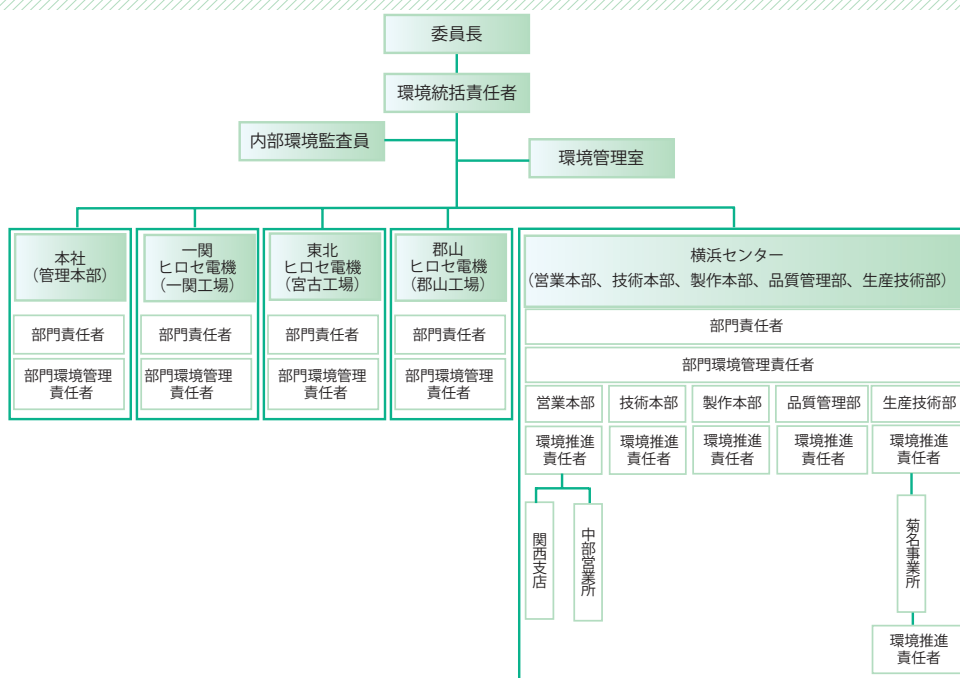 委員長
環境統括責任者
内部環境監査員
環境管理室
本社
（管理本部）
部門責任者
部門環境管理
責任者
一関
ヒロセ電機
（一関工場）
部門責任者
部門環境管理
責任者
東北
ヒロセ電機
（宮古工場）
部門責任者
部門環境管理
責任者
郡山
ヒロセ電機
（郡山工場）
部門責任者
部門環境管理
責任者
横浜センター
（営業本部、技術本部、製作本部、品質管理部、生産技術部）
部門責任者
部門環境管理責任者
営業本部
環境推進
責任者
技術本部
環境推進
責任者
製作本部
環境推進
責任者
品質管理部
環境推進
責任者
生産技術部
環境推進
責任者
関西支店
中部営業所
菊名事業所
環境推進
責任者